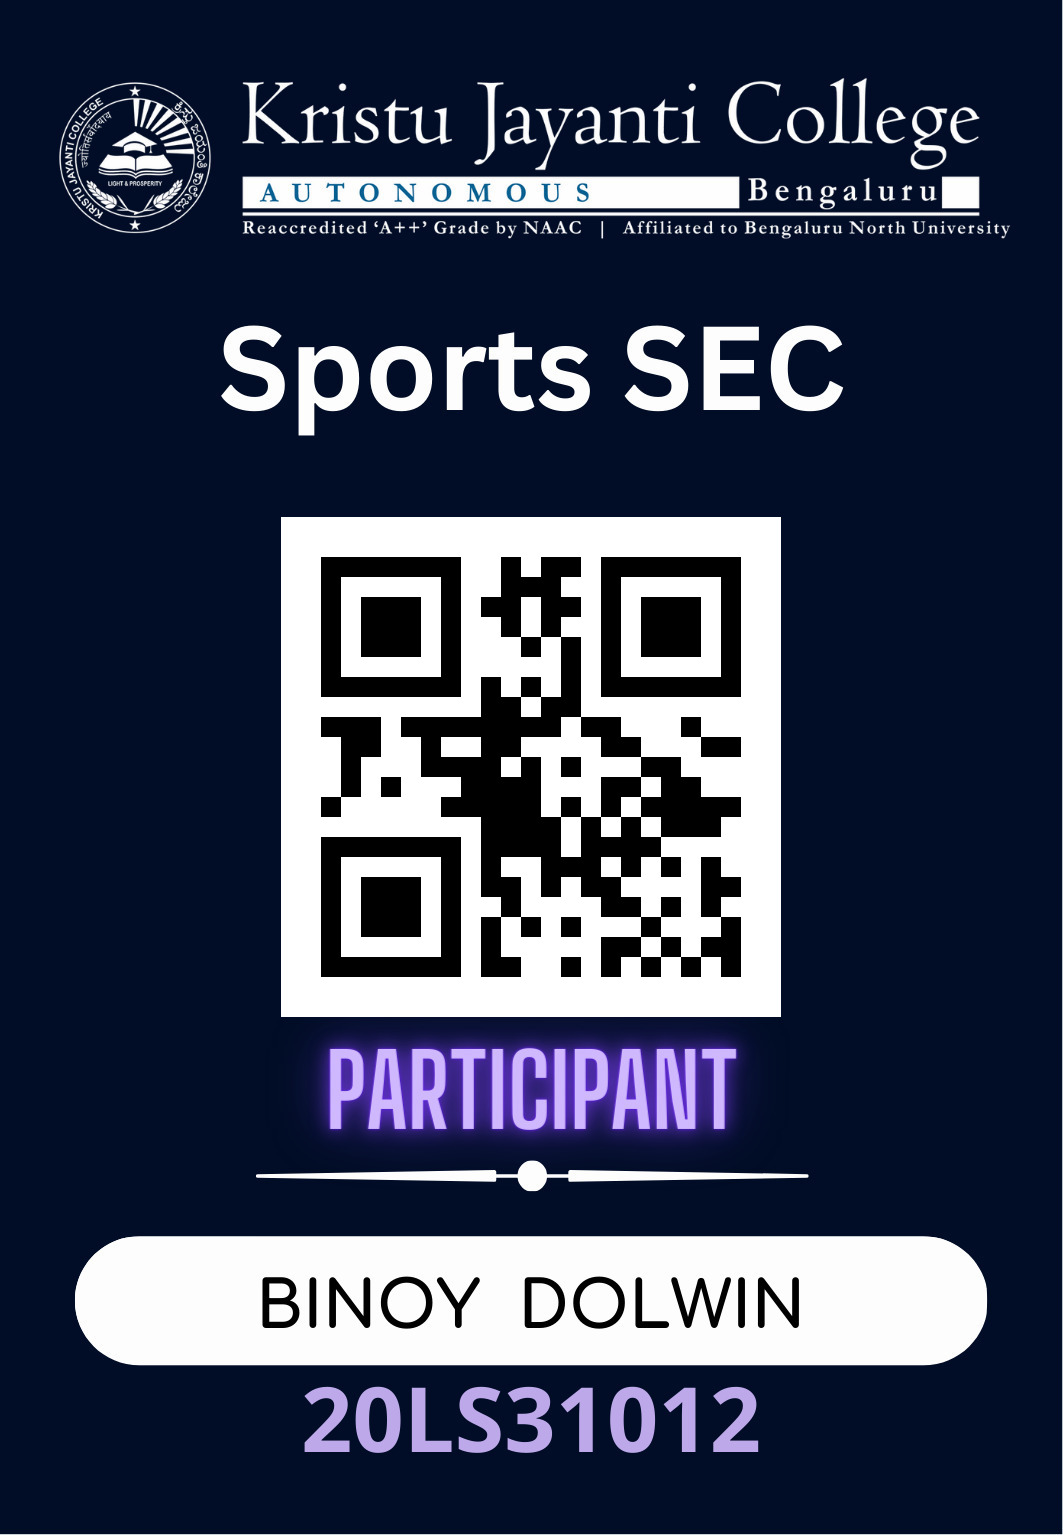 KRISTU JAYANTI COLLEGE
LIGHT & PROSPERITY
Kristu Jayanti College
AUTONOMOUS Bengaluru
Reaccredited ‘A++’ Grade by NAAC | Affiliated to Bengaluru North University
Sports SEC
PARTICIPANT
BINOY DOLWIN
20LS31012